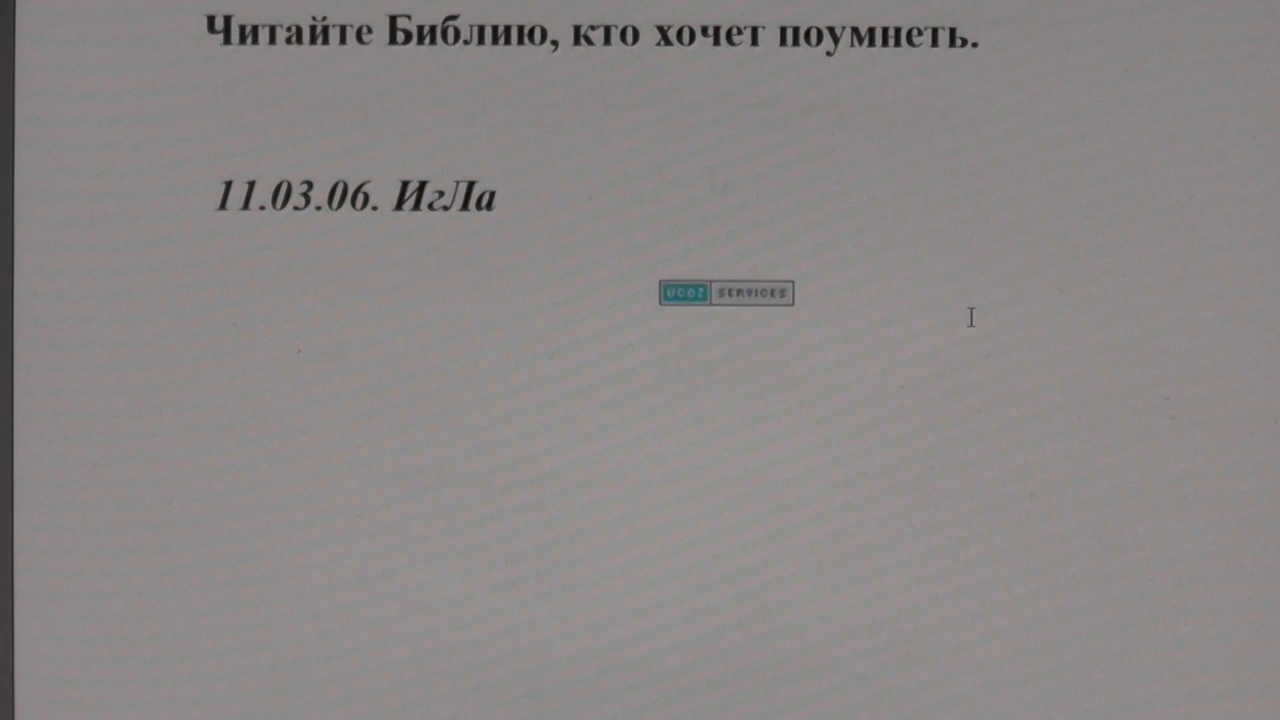 Читайте Библию, кто хочет поумнеть.
11.03.06. ИгЛа
UCOZ SERVICES